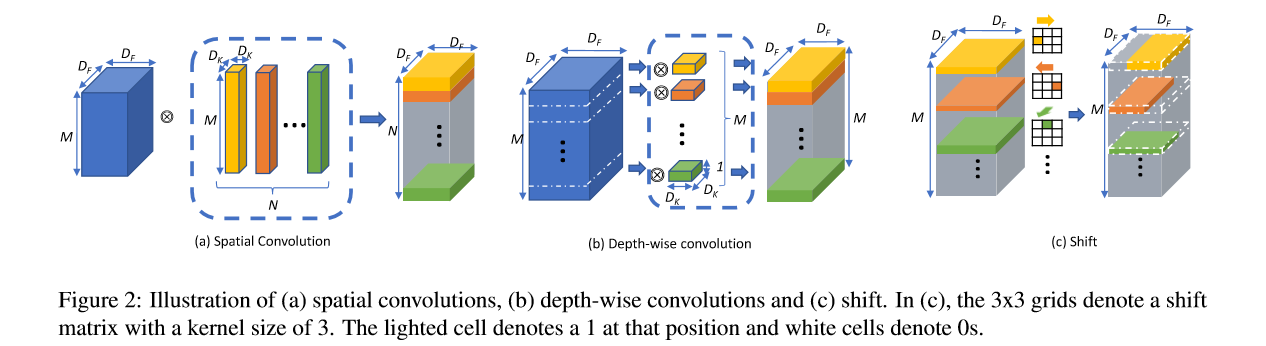 D_F
D_F
M
⊗
D_K
D_K
M
...
N
D_F
D_F
N
(a) Spatial Convolution
D_F
D_F
M
⊗
⊗
⊗
M
1
D_K
D_K
D_F
D_F
M
(b) Depth-wise convolution
D_F
D_F
M
D_F
D_F
M
(c) Shift
Figure 2: Illustration of (a) spatial convolutions, (b) depth-wise convolutions and (c) shift. In (c), the 3x3 grids denote a shift
matrix with a kernel size of 3. The lighted cell denotes a 1 at that position and white cells denote 0s.